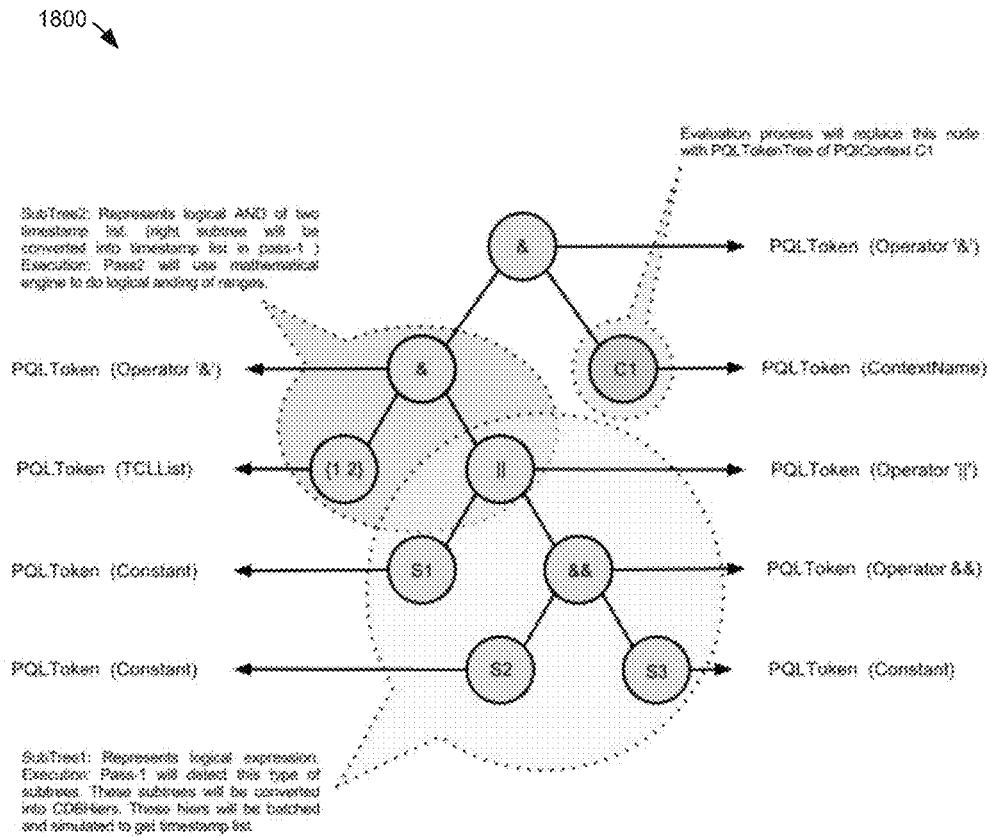 1800
Evaluation process will replace this node
with PQLTokenTree of PQlContext C1
SubTree2: Represents logical AND of two
timestamp list. (right subtree will be
converted into timestamp list in pass-1 )
Execution: Pass2 will use mathematical
engine to do logical anding of ranges.
&
PQLToken (Operator '&')
PQLToken (Operator '&')
&
C1
PQLToken (ContextName)
PQLToken (TCLList)
{1 2}
||
PQLToken (Operator '||')
PQLToken (Constant)
S1
&&
PQLToken (Operator &&)
PQLToken (Constant)
S2
S3
PQLToken (Constant)
SubTree1: Represents logical expression.
Execution: Pass-1 will detect this type of
subtrees. These subtrees will be converted
into CDBHiers. These hiers will be batched
and simulated to get timestamp list.